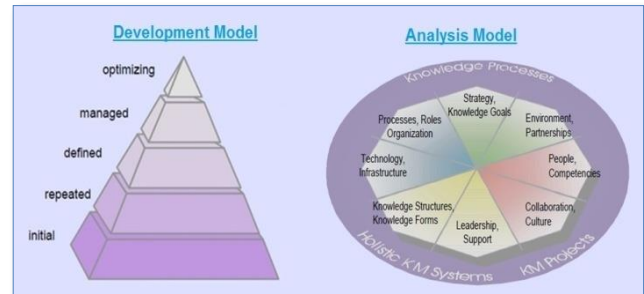 Development Model
optimizing
managed
defined
repeated
initial
Analysis Model
Knowledge Processes
Strategy,
Knowledge Goals
Environment,
Partnerships
People,
Competencies
Collaboration,
Culture
Leadership,
Support
Knowledge Structures,
Knowledge Forms
Technology,
Infrastructure
Processes, Roles
Organization
Holistic KM Systems
KM Projects